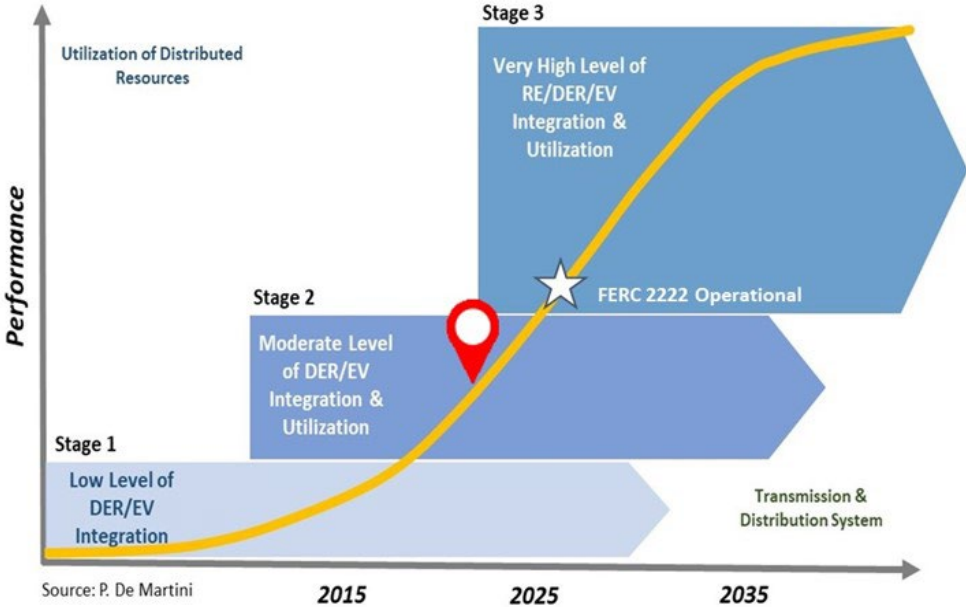 Stage 3
Utilization of Distributed
Resources
Very High Level of
RE/DER/EV
Integration &
Utilization
Performance
FERC 2222 Operational
Stage 2
Moderate Level
of DER/EV
Integration &
Utilization
Stage 1
Low Level of
DER/EV
Integration
Transmission &
Distribution System
Source: P. De Martini
2015
2025
2035